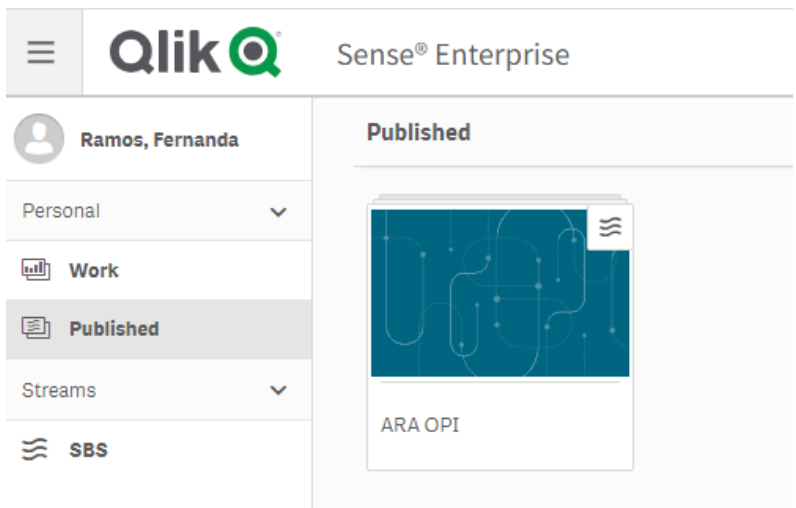 Qlik Sense® Enterprise
Ramos, Fernanda
Personal
Work
Published
Streams
SBS
Published
ARA OPI